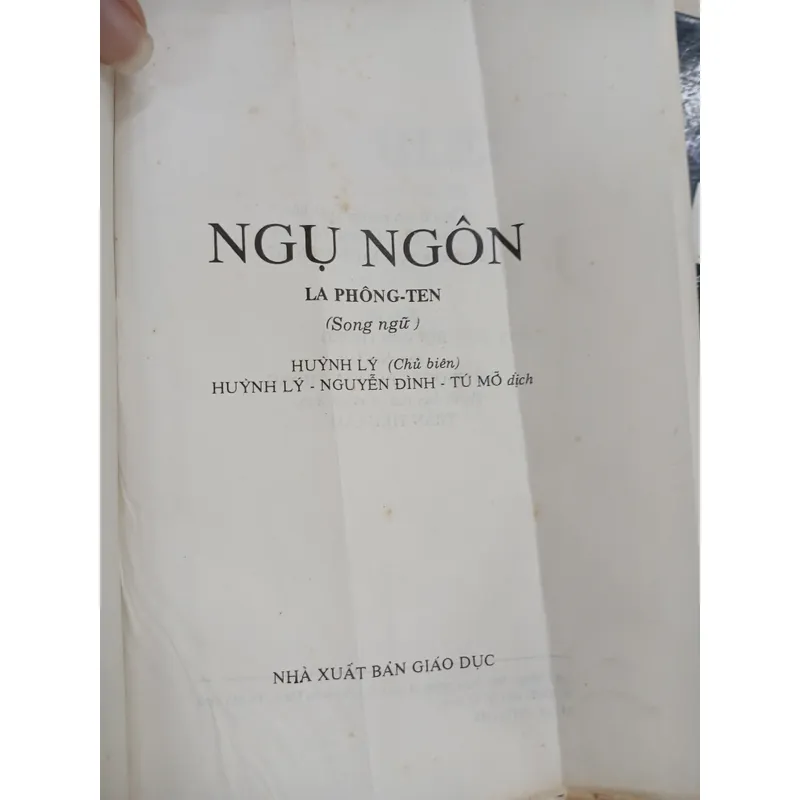 NGỤ NGÔN
LA PHÔNG-TEN
(Song ngữ)
HUỲNH LÝ (Chủ biên)
HUỲNH LÝ - NGUYỄN ĐÌNH - TÚ MỠ dịch
NHÀ XUẤT BẢN GIÁO DỤC